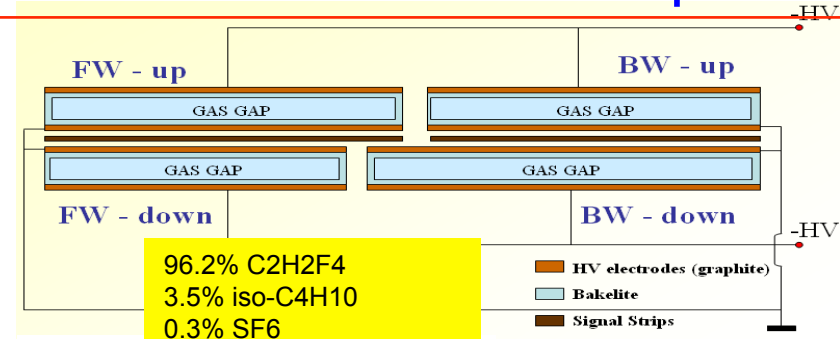 -HV
FW - up
BW - up
GAS GAP
GAS GAP
GAS GAP
GAS GAP
FW - down
BW - down
-HV
96.2% C2H2F4
3.5% iso-C4H10
0.3% SF6
HV electrodes (graphite)
Bakelite
Signal Strips